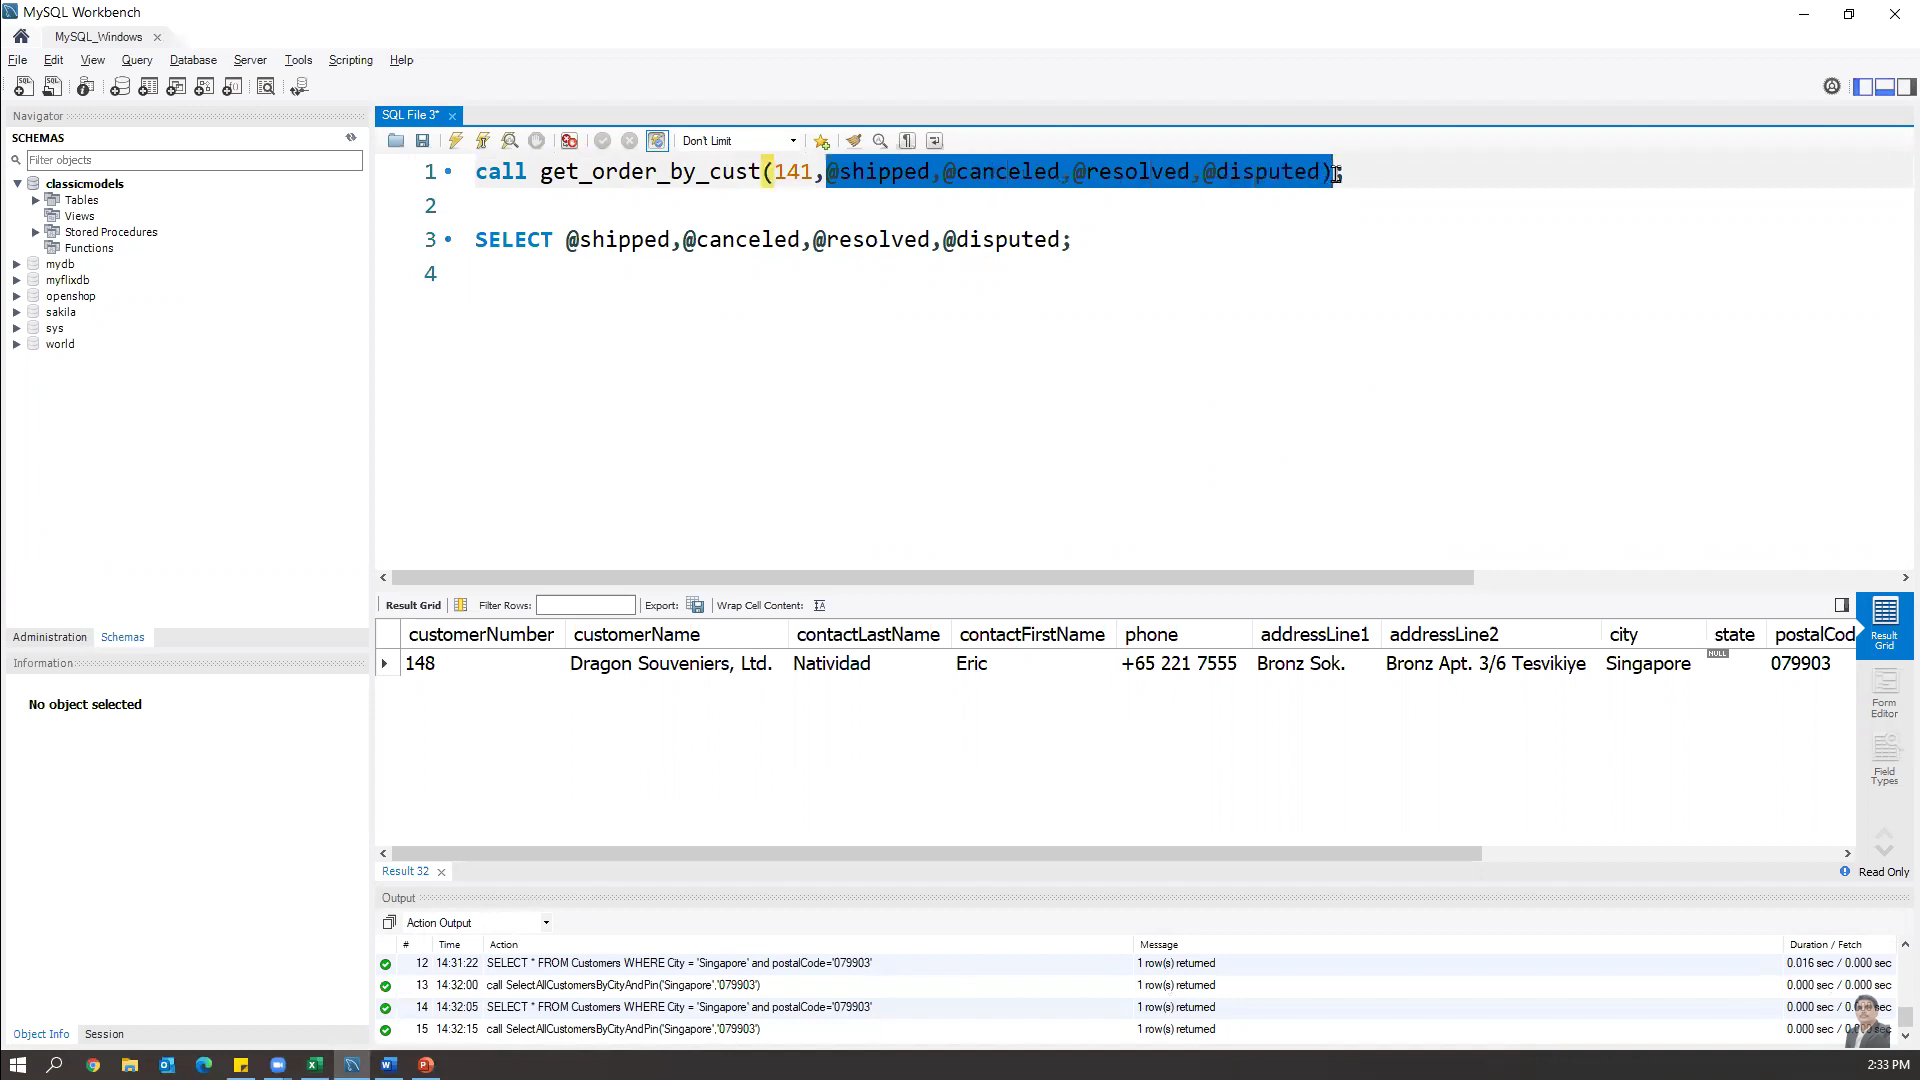 MySQL Workbench
MySQL_Windows
File Edit View Query Database Server Tools Scripting Help
Navigator
SCHEMAS
Filter objects
classicmodels
Tables
Views
Stored Procedures
Functions
mydb
myflixdb
openshop
sakila
sys
world
Administration Schemas
Information
No object selected
Object Info Session
SQL File 3*
Don't Limit
1 call get_order_by_cust(141,@shipped,@canceled,@resolved,@disputed);
2
3 SELECT @shipped,@canceled,@resolved,@disputed;
4
Result Grid Filter Rows: Export: Wrap Cell Content:
customerNumber customerName contactLastName contactFirstName phone addressLine1 addressLine2 city state postalCod
148 Dragon Souveniers, Ltd. Natividad Eric +65 221 7555 Bronz Sok. Bronz Apt. 3/6 Tesvikiye Singapore NULL 079903
Result Grid
Form Editor
Field Types
Result 32
Read Only
Output
Action Output
# Time Action Message Duration / Fetch
12 14:31:22 SELECT * FROM Customers WHERE City = 'Singapore' and postalCode='079903' 1 row(s) returned 0.016 sec / 0.000 sec
13 14:32:00 call SelectAllCustomersByCityAndPin('Singapore','079903') 1 row(s) returned 0.000 sec / 0.000 sec
14 14:32:05 SELECT * FROM Customers WHERE City = 'Singapore' and postalCode='079903' 1 row(s) returned 0.000 sec / 0.000 sec
15 14:32:15 call SelectAllCustomersByCityAndPin('Singapore','079903') 1 row(s) returned 0.000 sec / 0.000 sec
2:33 PM